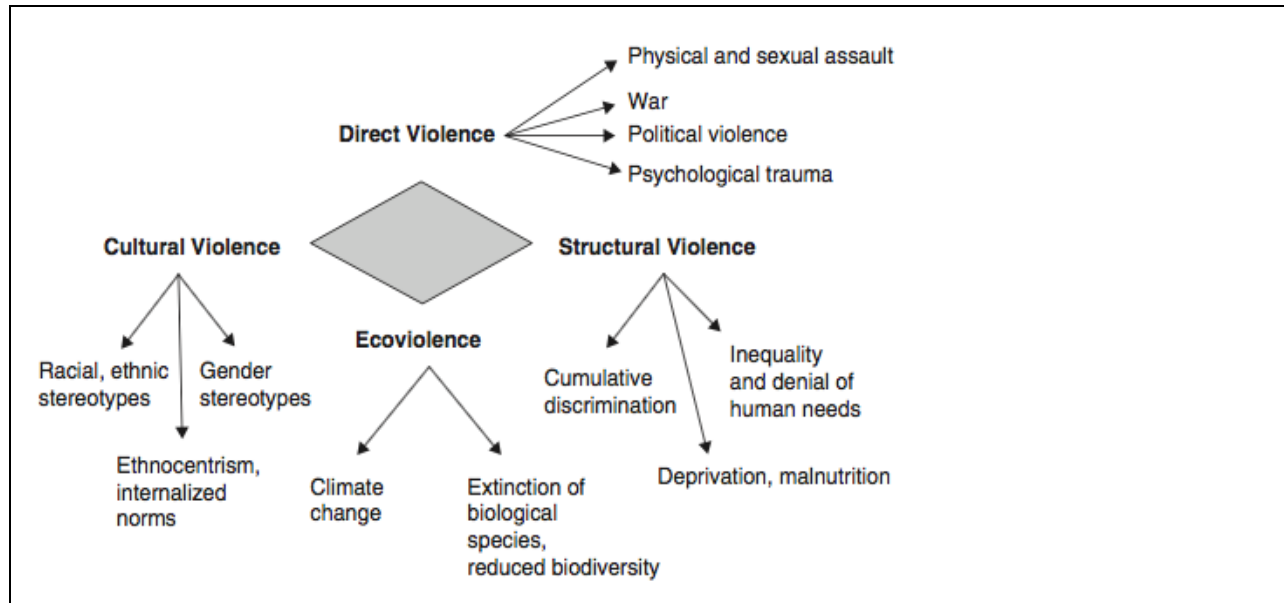 Physical and sexual assault
War
Direct Violence
Political violence
Psychological trauma
Cultural Violence
Structural Violence
Ecoviolence
Racial, ethnic
stereotypes
Gender
stereotypes
Ethnocentrism,
internalized
norms
Climate
change
Extinction of
biological
species,
reduced biodiversity
Cumulative
discrimination
Inequality
and denial of
human needs
Deprivation, malnutrition